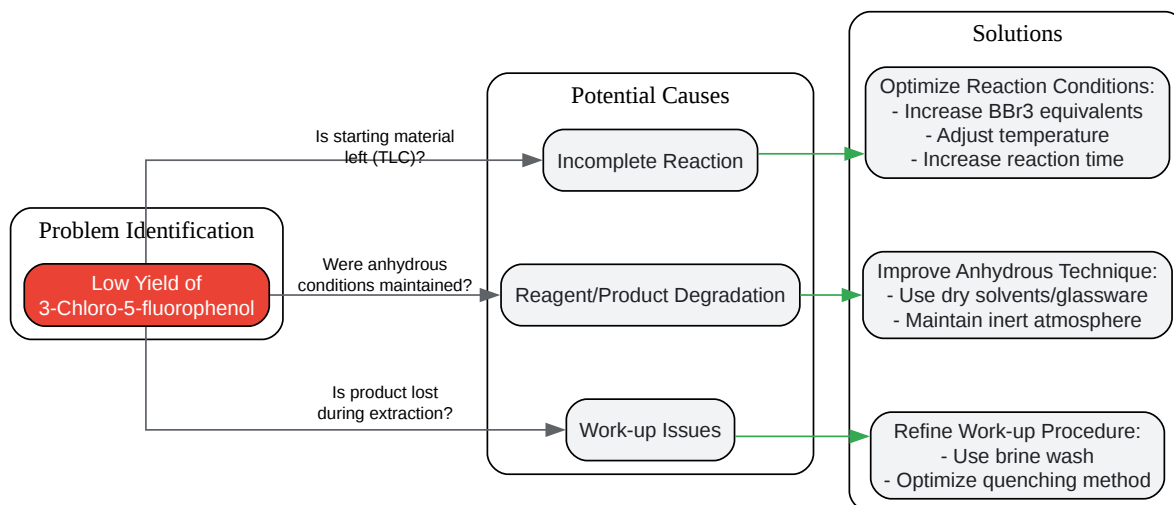 Solutions
Optimize Reaction Conditions:
- Increase BBr3 equivalents
- Adjust temperature
- Increase reaction time
Potential Causes
Is starting material
left (TLC)?
Incomplete Reaction
Problem Identification
Low Yield of
3-Chloro-5-fluorophenol
Were anhydrous
conditions maintained?
Reagent/Product Degradation
Improve Anhydrous Technique:
- Use dry solvents/glassware
- Maintain inert atmosphere
Is product lost
during extraction?
Work-up Issues
Refine Work-up Procedure:
- Use brine wash
- Optimize quenching method